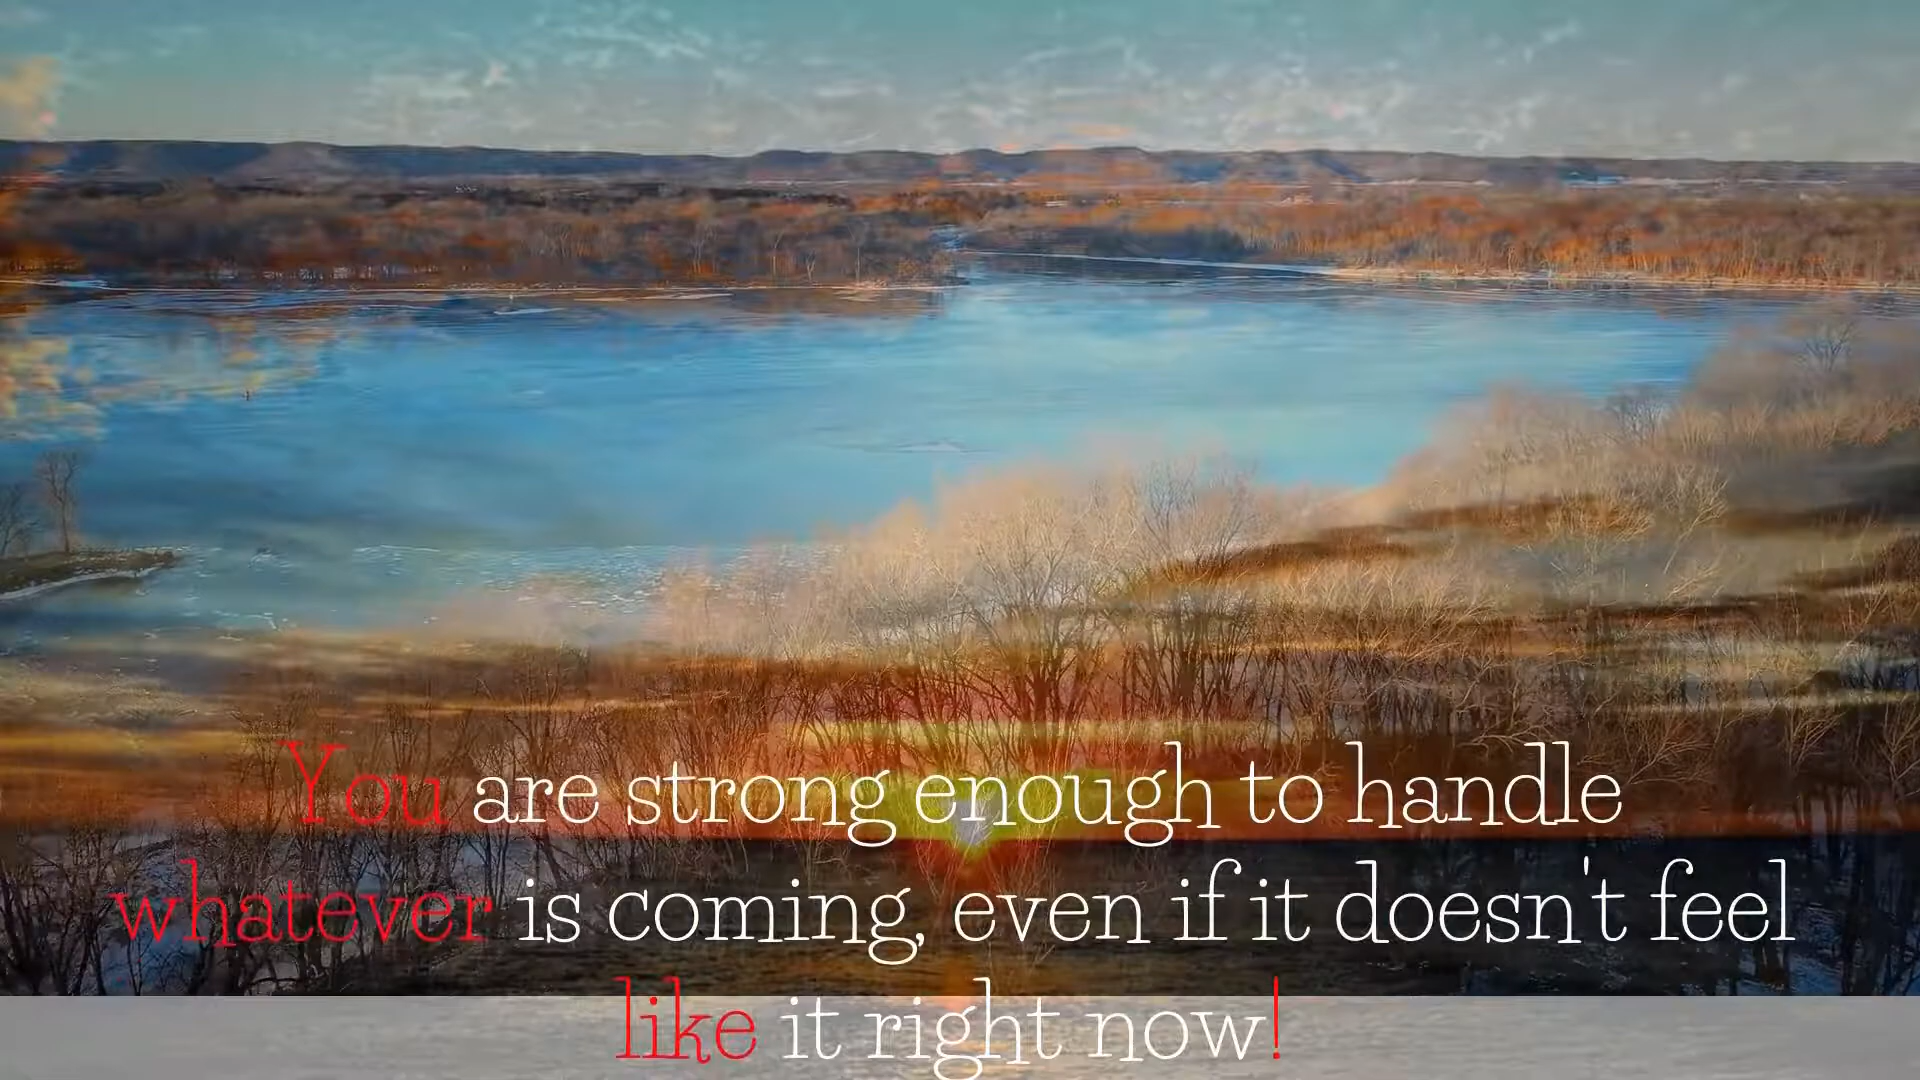 You are strong enough to handle
whatever is coming, even if it doesn't feel
like it right now!